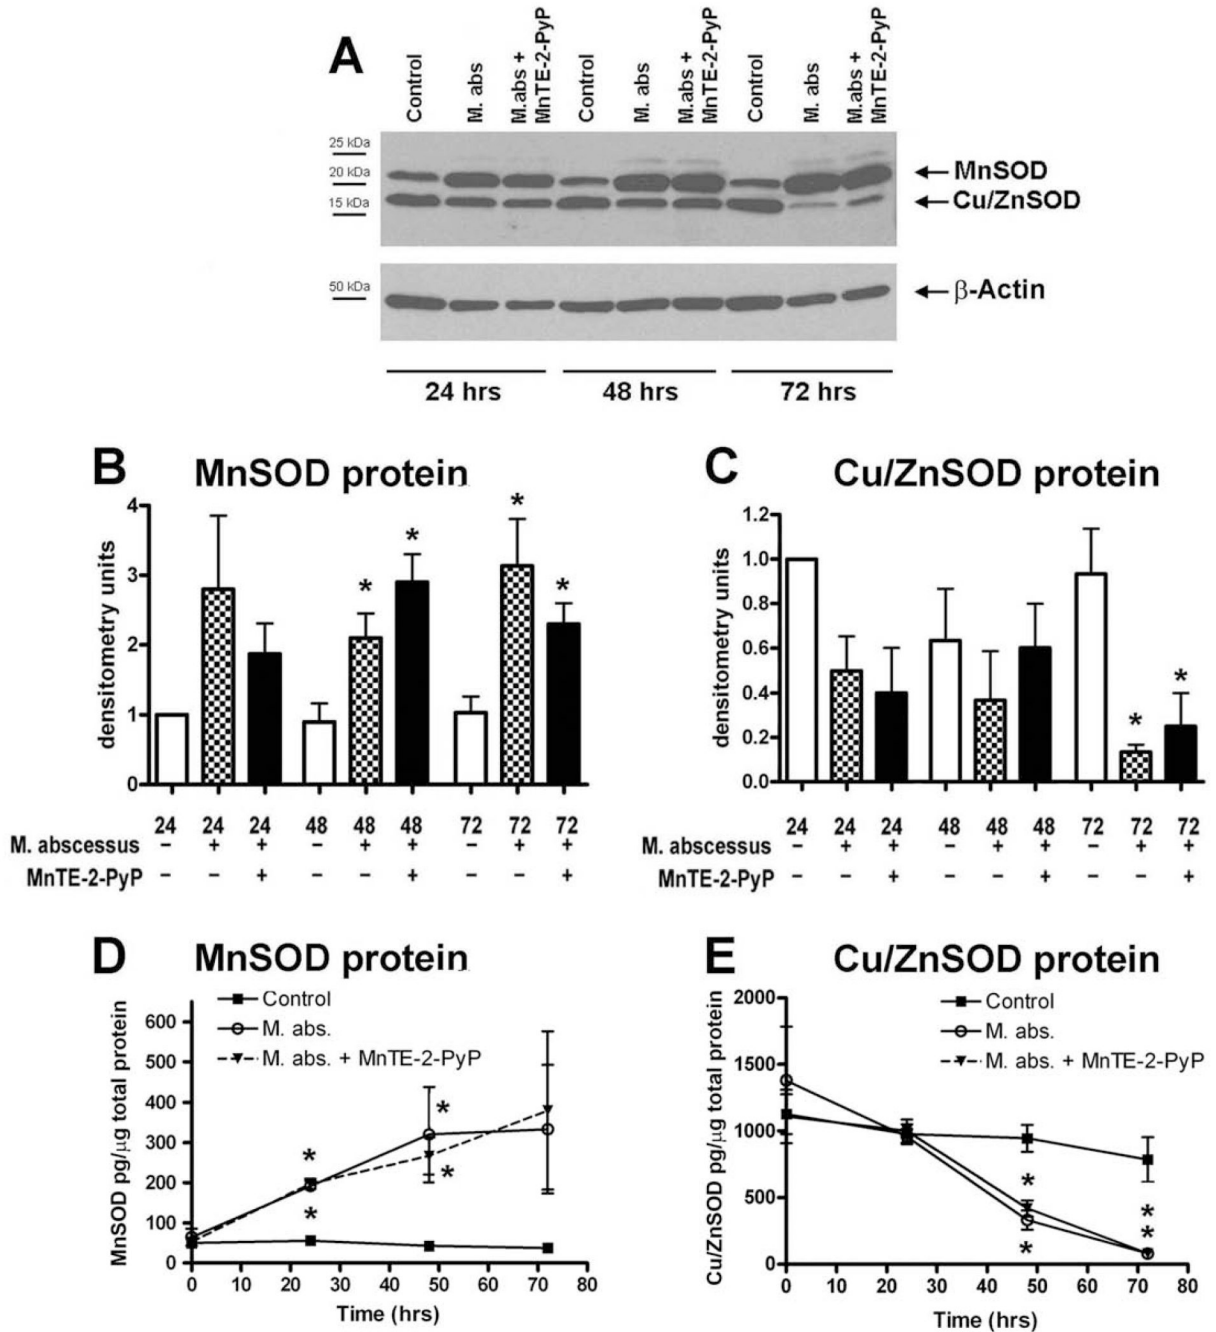 A
Control
M. abs
M.abs +
MnTE-2-PyP
Control
M. abs
M.abs +
MnTE-2-PyP
Control
M. abs
M.abs +
MnTE-2-PyP
25 kDa
20 kDa
15 kDa
MnSOD
Cu/ZnSOD
50 kDa
β-Actin
24 hrs 48 hrs 72 hrs
B MnSOD protein
densitometry units
4
3
2
1
0
24 24 24 48 48 48 72 72 72
M. abscessus − + + − + + − + +
MnTE-2-PyP − − + − − + − − +
* * * *
C Cu/ZnSOD protein
densitometry units
1.2
1.0
0.8
0.6
0.4
0.2
0.0
24 24 24 48 48 48 72 72 72
M. abscessus − + + − + + − + +
MnTE-2-PyP − − + − − + − − +
* *
D MnSOD protein
Control
M. abs.
M. abs. + MnTE-2-PyP
MnSOD pg/μg total protein
600
500
400
300
200
100
0
* * * *
0 10 20 30 40 50 60 70 80
Time (hrs)
E Cu/ZnSOD protein
Control
M. abs.
M. abs. + MnTE-2-PyP
Cu/ZnSOD pg/μg total protein
2000
1500
1000
500
0
* * * *
0 10 20 30 40 50 60 70 80
Time (hrs)